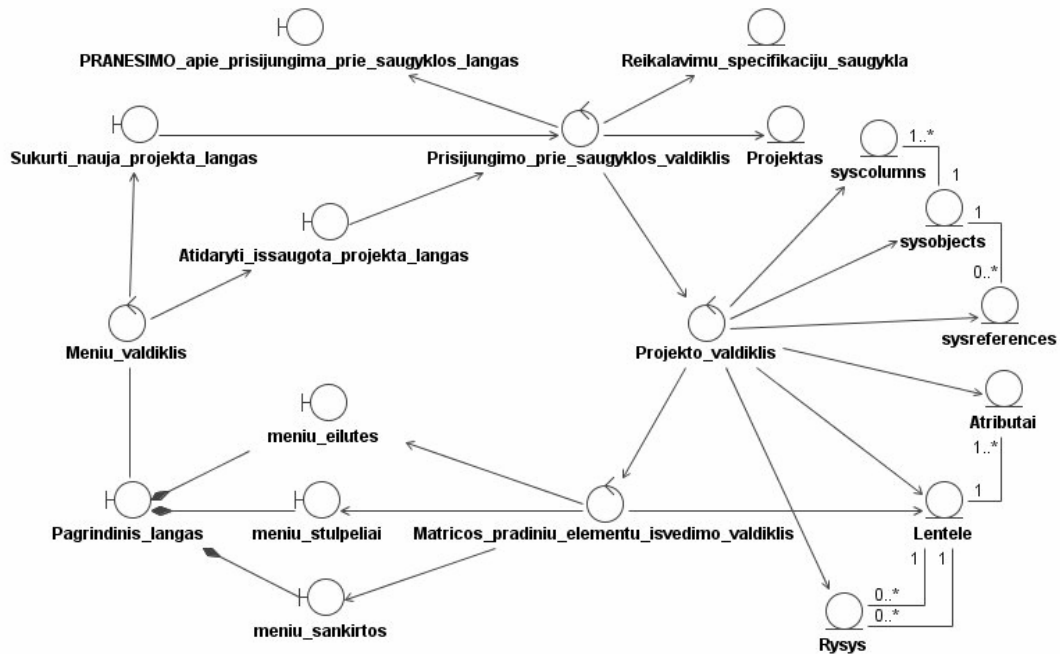 PRANESIMO_apie_prisijungima_prie_saugyklos_langas
Reikalavimu_specifikaciju_saugykla
Sukurti_nauja_projekta_langas
Prisijungimo_prie_saugyklos_valdiklis
Projektas
1..*
syscolumns
1
Atidaryti_issaugota_projekta_langas
1
sysobjects
0..*
Meniu_valdiklis
Projekto_valdiklis
sysreferences
meniu_eilutes
Atributai
1..*
1
Pagrindinis_langas
meniu_stulpeliai
Matricos_pradiniu_elementu_isvedimo_valdiklis
Lentele
1
1
0..*
0..*
meniu_sankirtos
Rysys